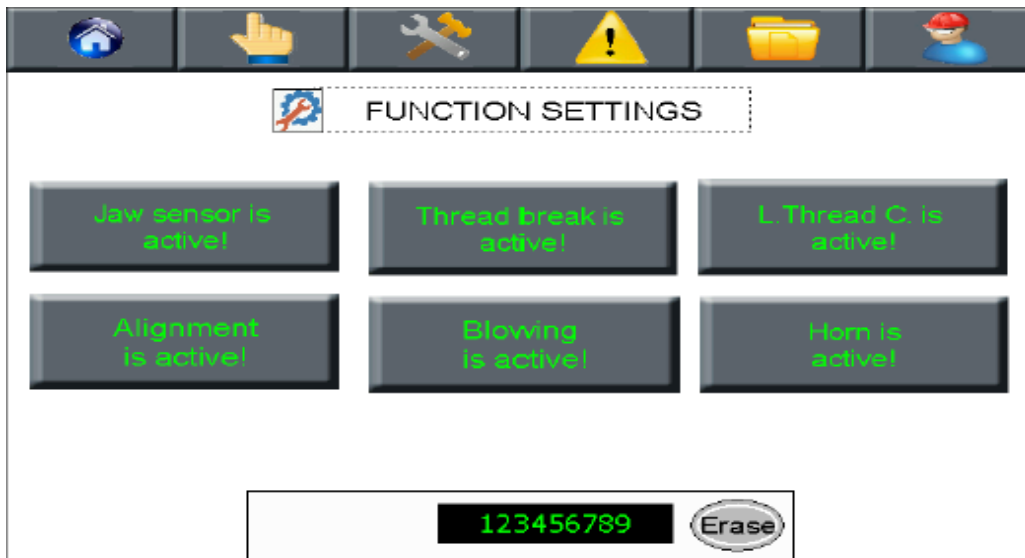 FUNCTION SETTINGS
Jaw sensor is
active!
Thread break is
active!
L.Thread C. is
active!
Alignment
is active!
Blowing
is active!
Horn is
active!
123456789
Erase